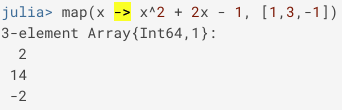 julia> map(x -> x^2 + 2x - 1, [1,3,-1])
3-element Array{Int64,1}:
  2
 14
 -2